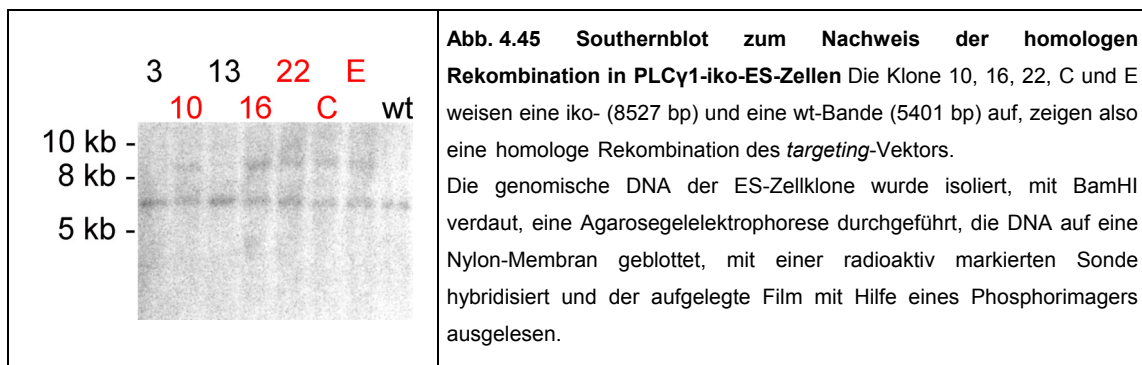 3 13 22 E
10 16 C wt
10 kb -
8 kb -
5 kb -
Abb. 4.45 Southernblot zum Nachweis der homologen
Rekombination in PLCγ1-iko-ES-Zellen Die Klone 10, 16, 22, C und E
weisen eine iko- (8527 bp) und eine wt-Bande (5401 bp) auf, zeigen also
eine homologe Rekombination des targeting-Vektors.
Die genomische DNA der ES-Zellklone wurde isoliert, mit BamHI
verdaut, eine Agarosegelelektrophorese durchgeführt, die DNA auf eine
Nylon-Membran geblottet, mit einer radioaktiv markierten Sonde
hybridisiert und der aufgelegte Film mit Hilfe eines Phosphorimagers
ausgelesen.